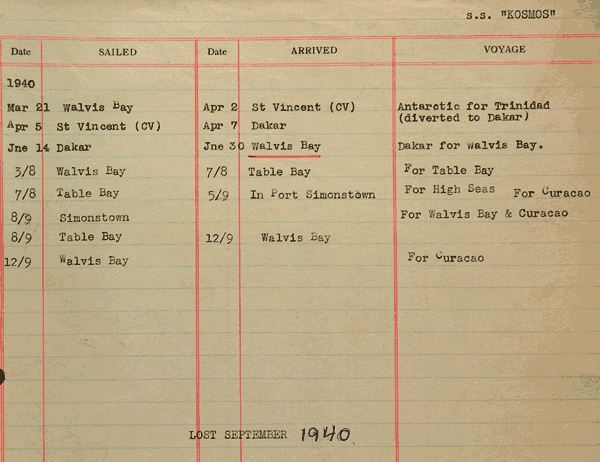 s.s. "KOSMOS"
Date SAILED Date ARRIVED VOYAGE
1940
Mar 21 Walvis Bay Apr 2 St Vincent (CV) Antarctic for Trinidad
(diverted to Dakar)
Apr 5 St Vincent (CV) Apr 7 Dakar
Jne 14 Dakar Jne 30 Walvis Bay Dakar for Walvis Bay.
3/8 Walvis Bay 7/8 Table Bay For Table Bay
7/8 Table Bay 5/9 In Port Simonstown For High Seas For Curacao
8/9 Simonstown For Walvis Bay & Curacao
8/9 Table Bay 12/9 Walvis Bay
12/9 Walvis Bay For Curacao
LOST SEPTEMBER 1940